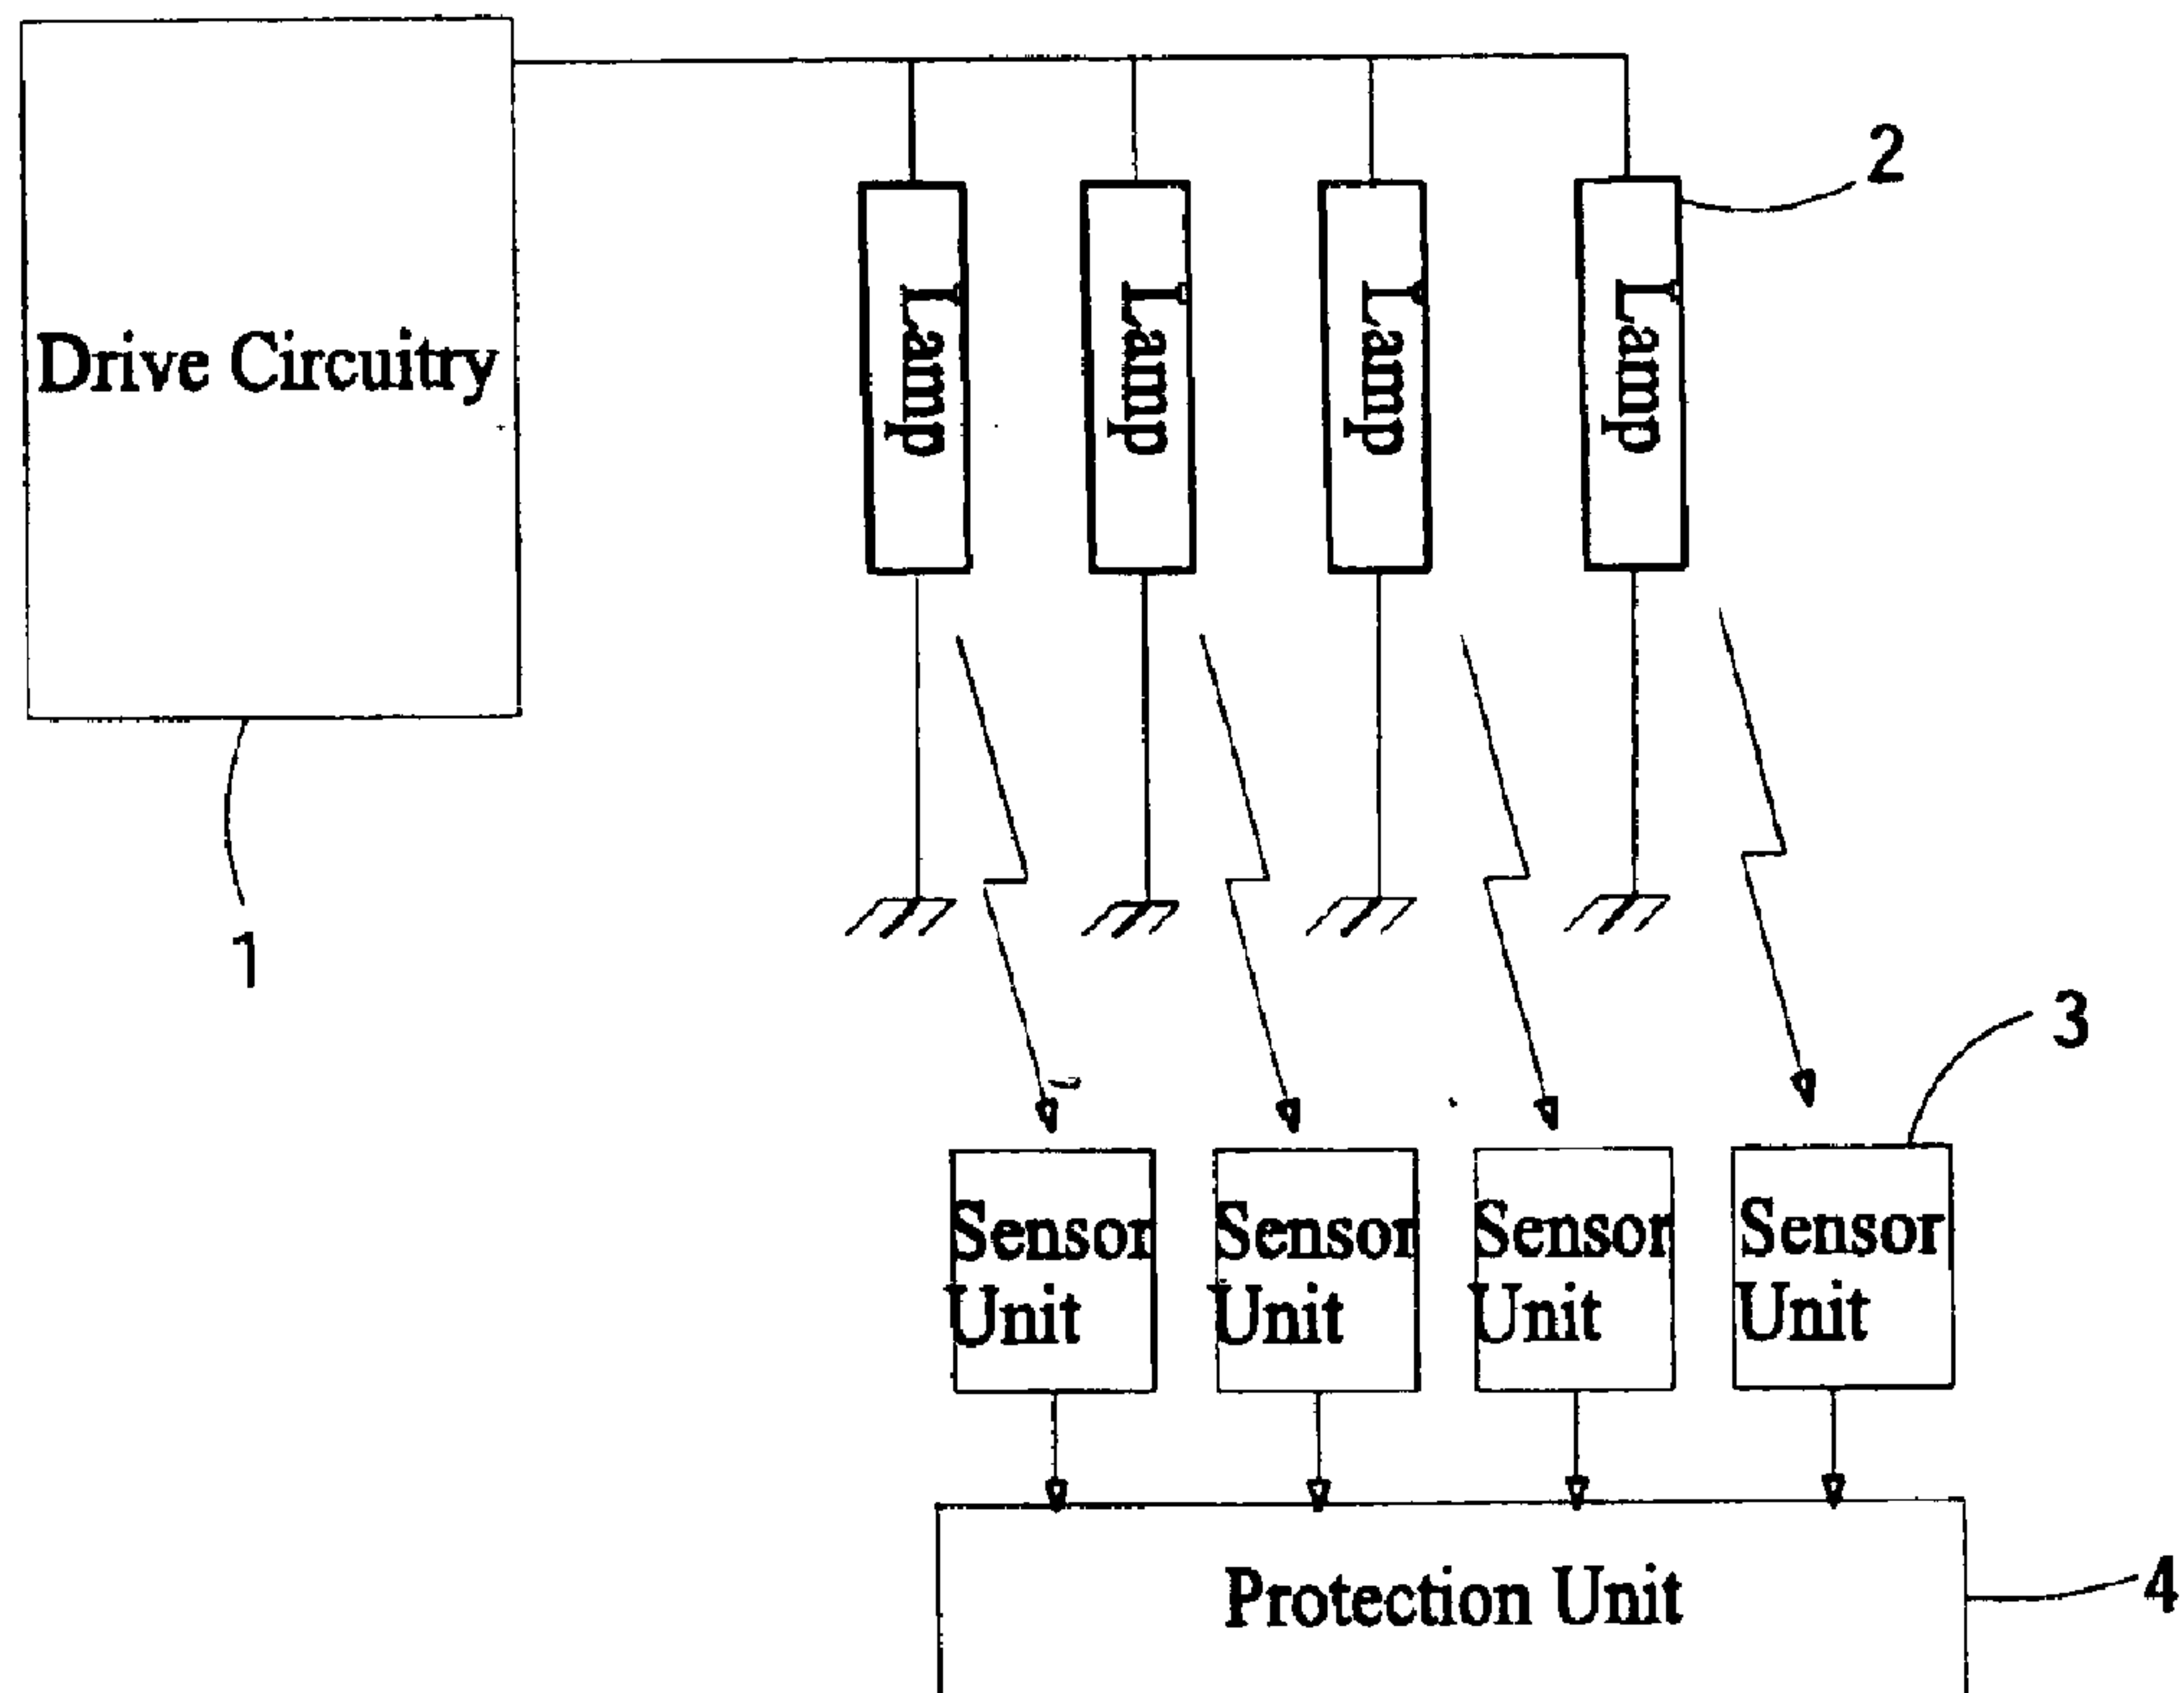 2
Drive Circuitry
Lamp
Lamp
Lamp
Lamp
1
3
Sensor
Unit
Sensor
Unit
Sensor
Unit
Sensor
Unit
Protection Unit
4